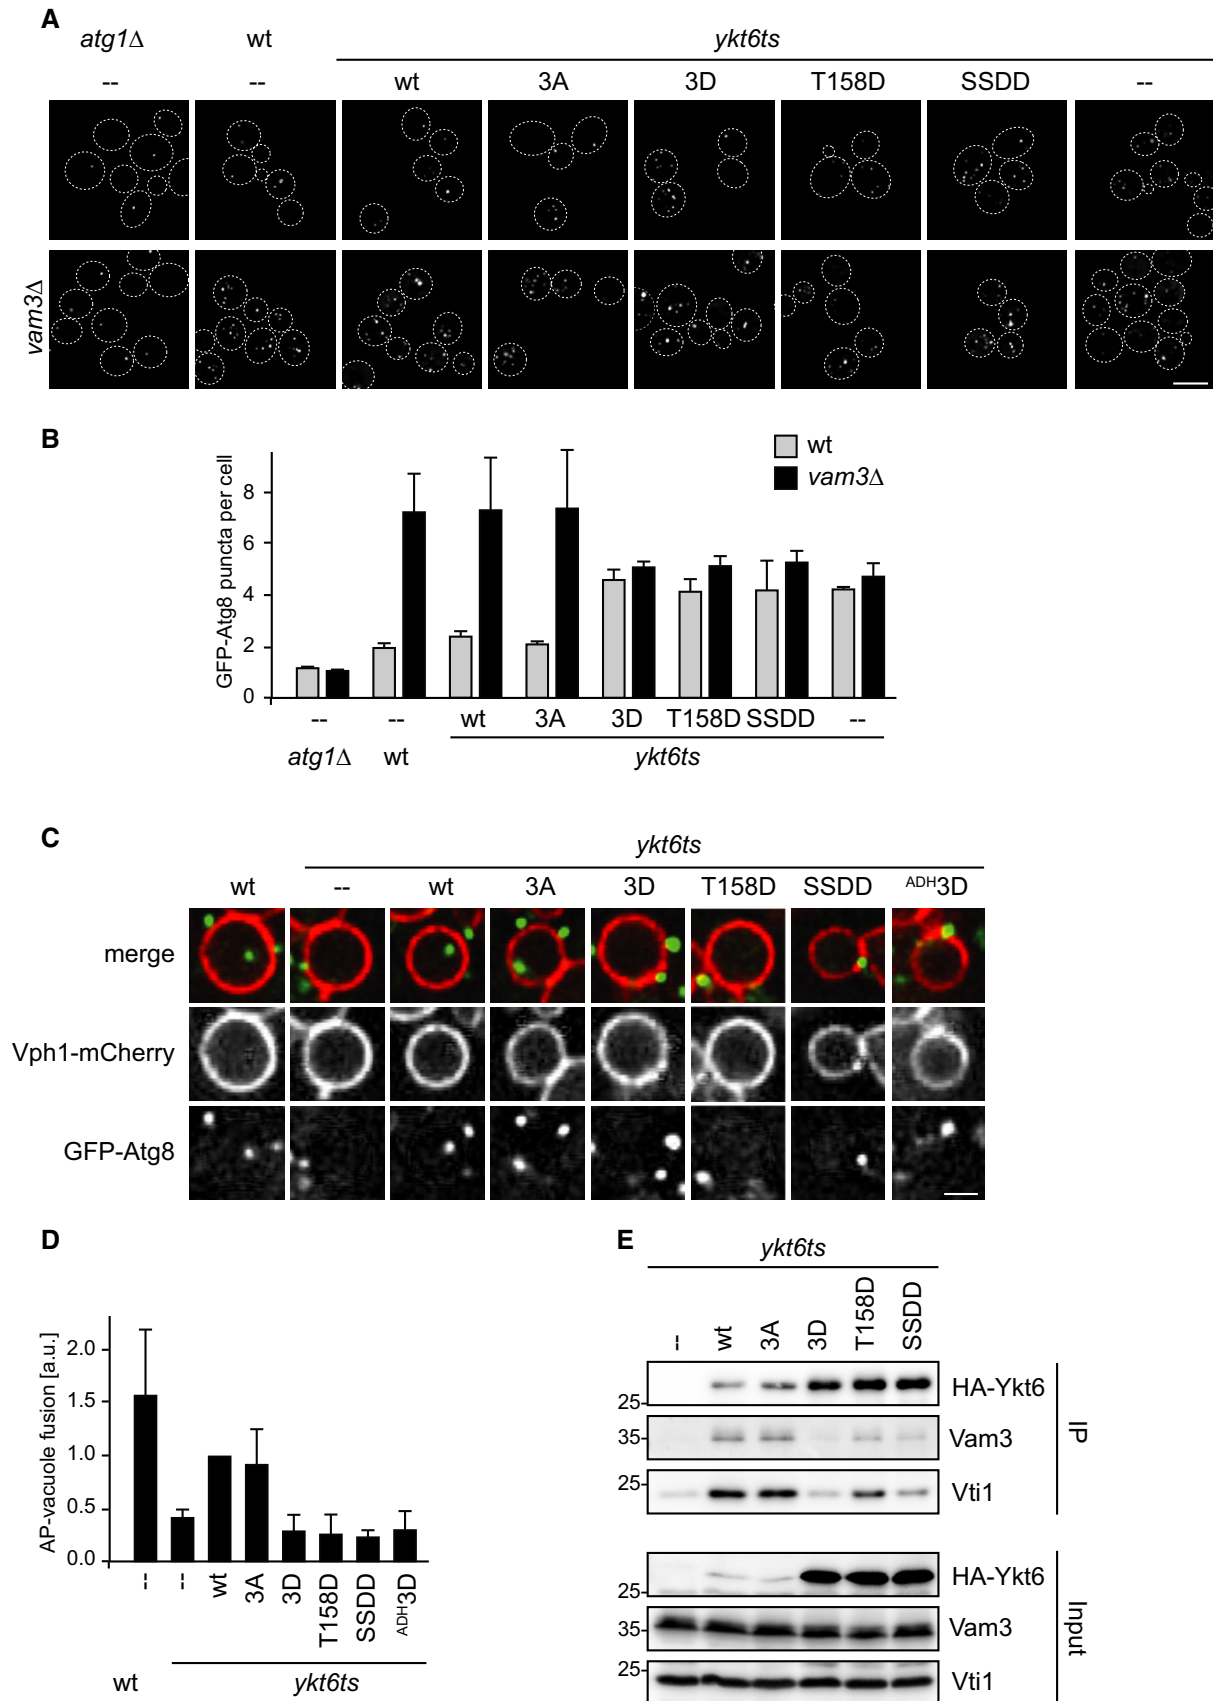 A
atg1Δ wt ykt6ts
-- -- wt 3A 3D T158D SSDD --
vam3Δ
B
GFP-Atg8 puncta per cell
wt
vam3Δ
8
6
4
2
0
-- -- wt 3A 3D T158D SSDD --
atg1Δ wt ykt6ts
C
ykt6ts
wt -- wt 3A 3D T158D SSDD ADH3D
merge
Vph1-mCherry
GFP-Atg8
D
AP-vacuole fusion [a.u.]
2.0
1.5
1.0
0.5
0.0
-- -- wt 3A 3D T158D SSDD ADH3D
wt ykt6ts
E
ykt6ts
-- wt 3A 3D T158D SSDD
25 HA-Ykt6
35 Vam3
25 Vti1
IP
25 HA-Ykt6
35 Vam3
25 Vti1
Input